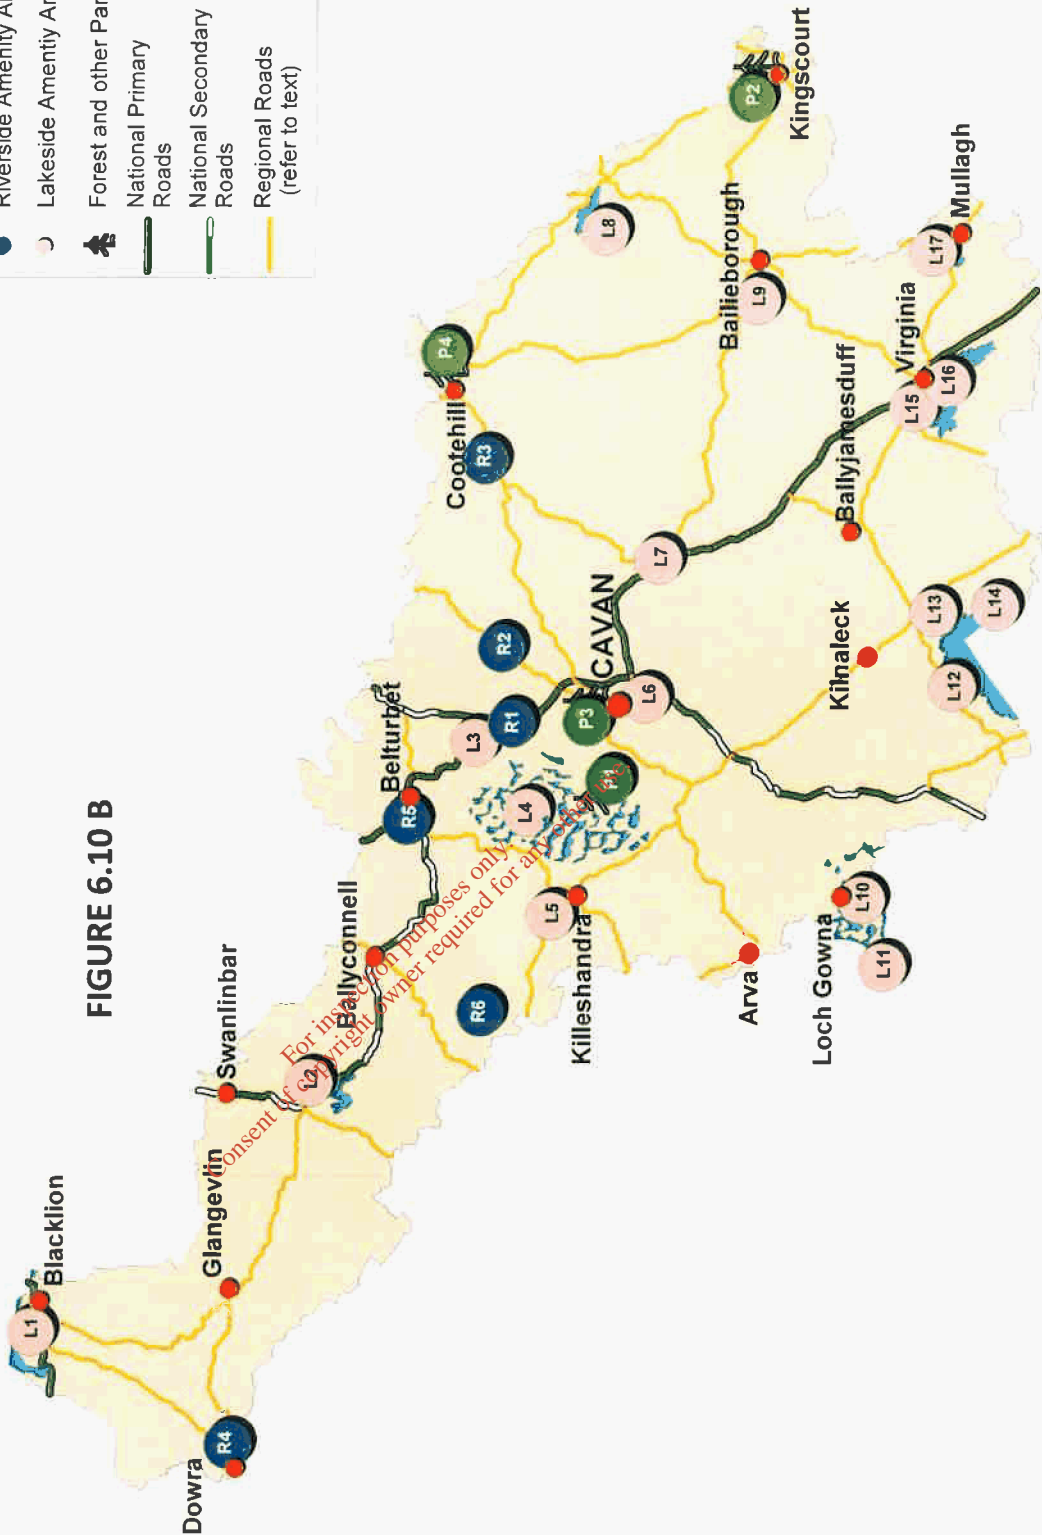 FIGURE 6.10 B
Riverside Amenity
Lakeside Amentiy
Forest and other
National Primary
Roads
National Secondary
Roads
Regional Roads
(refer to text)
Blacklion
L1
Dowra
R4
Glangevlin
Swanlinbar
L2
Ballyconnell
R6
Belturbet
R5
L3
R1
R2
L4
P1
P3
CAVAN
L6
L7
L5
Killeshandra
Arva
Loch Gowna
L10
L11
Cootehill
P4
R3
L8
Bailieborough
L9
P2
Kingscourt
Mullagh
L17
Virginia
L15
L16
Ballyjamesduff
Kilnaleck
L12
L13
L14
For inspection purposes only.
Consent of copyright owner required for any other use.